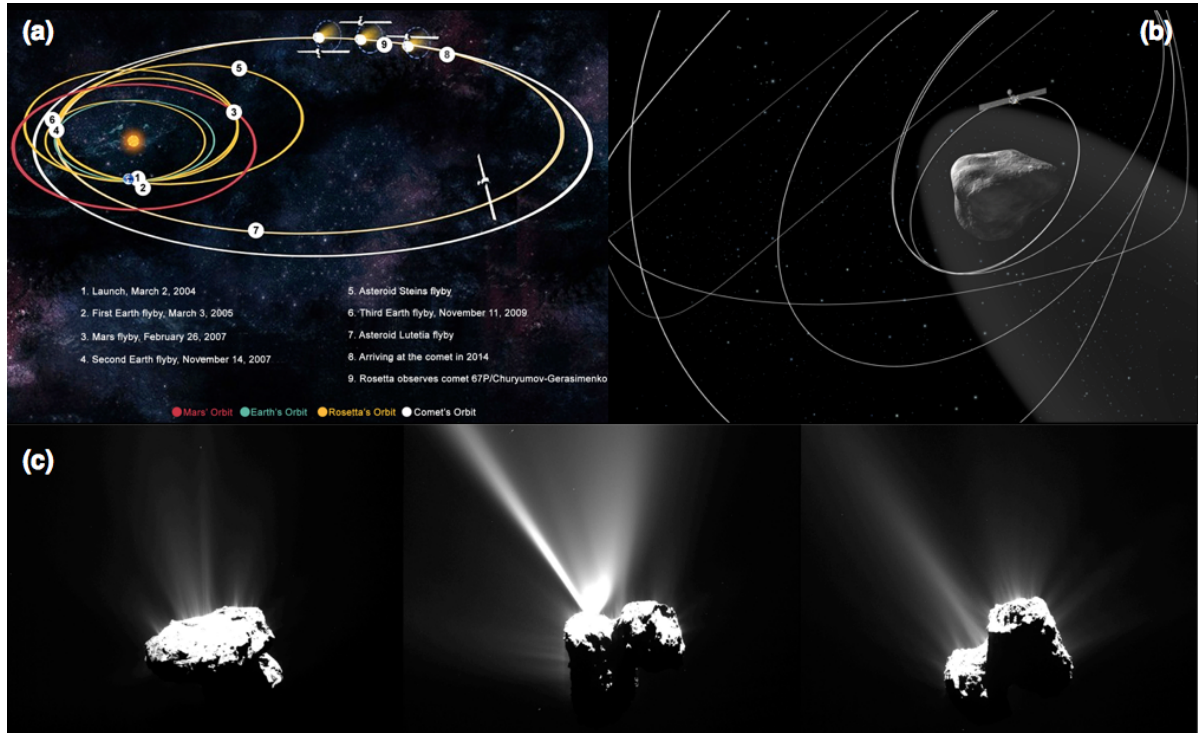 (a)
(b)
5
6
4
3
1
2
9
8
7
1. Launch, March 2, 2004
2. First Earth flyby, March 3, 2005
3. Mars flyby, February 26, 2007
4. Second Earth flyby, November 14, 2007
5. Asteroid Steins flyby
6. Third Earth flyby, November 11, 2009
7. Asteroid Lutetia flyby
8. Arriving at the comet in 2014
9. Rosetta observes comet 67P/Churyumov-Gerasimenko
Mars' Orbit
Earth's Orbit
Rosetta's Orbit
Comet's Orbit
(c)